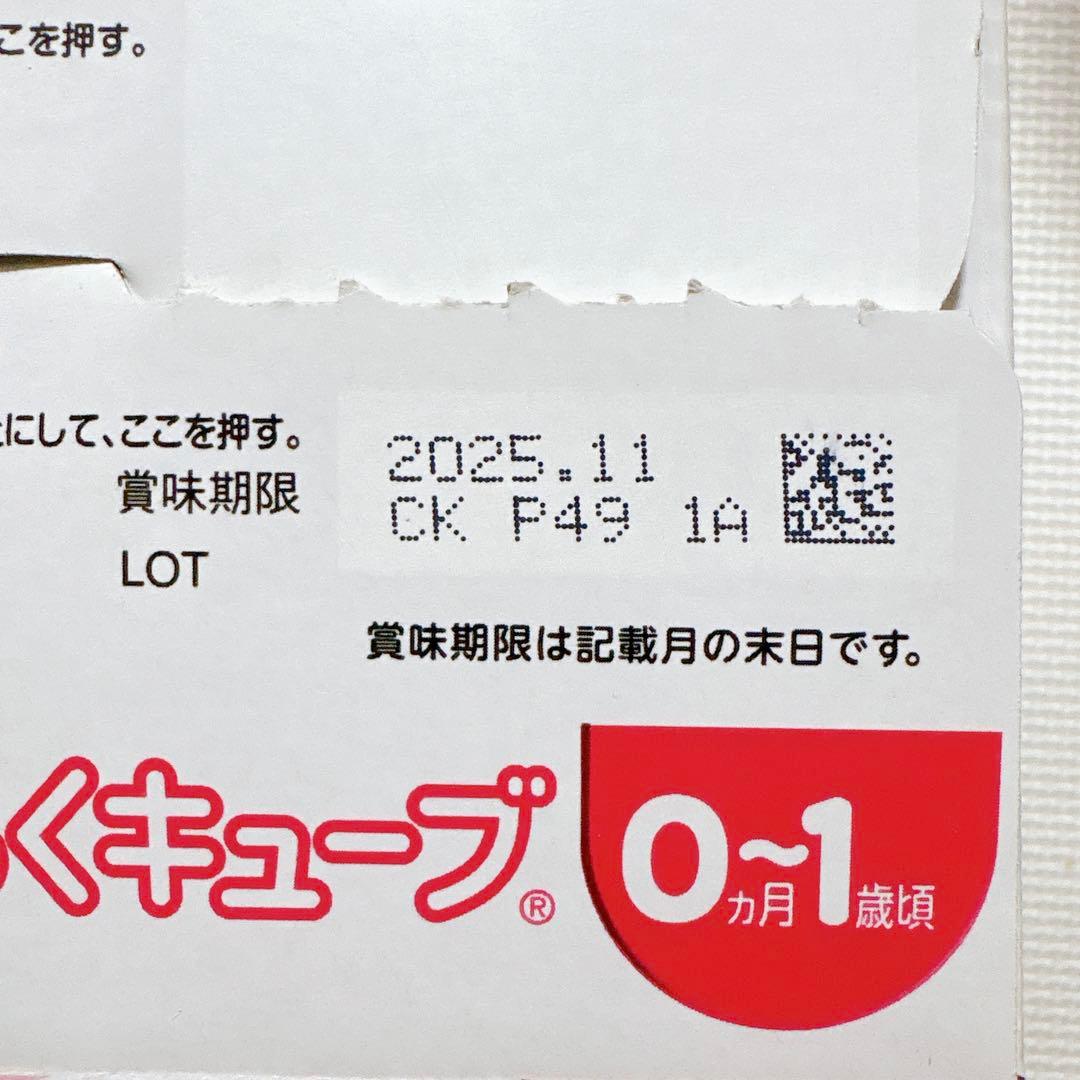 こを押す。
にして、ここを押す。
賞味期限 2025.11
LOT CK P49 1A
賞味期限は記載月の末日です。
くキューブ®
0カ月~1歳頃